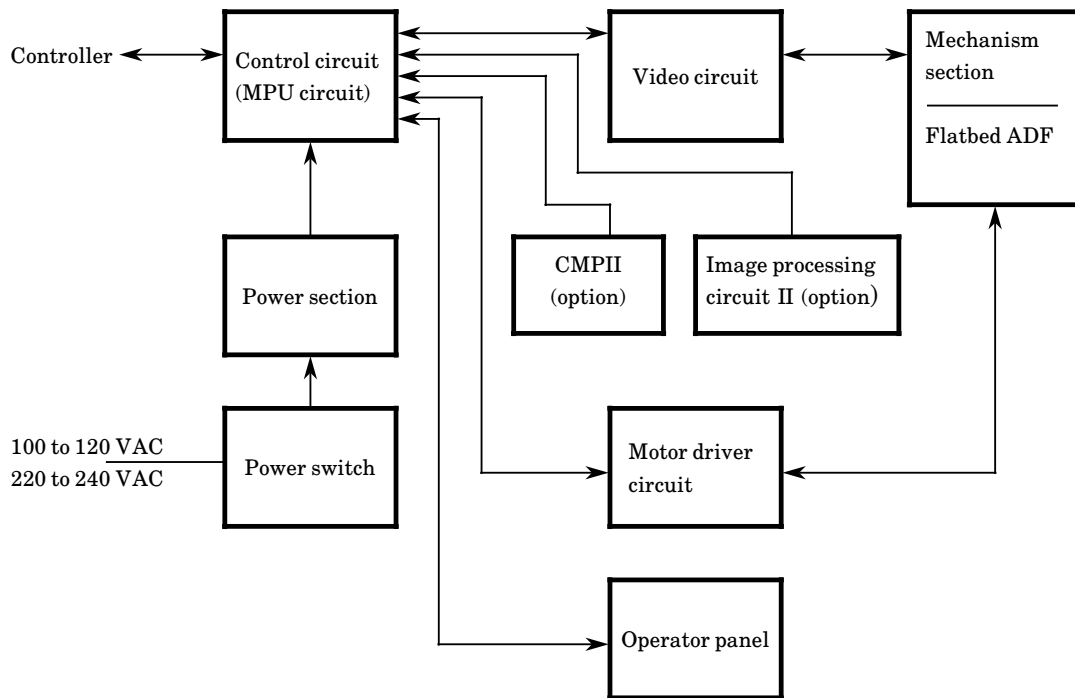 Controller
Control circuit
(MPU circuit)
Video circuit
Mechanism
section
Flatbed ADF
CMPII
(option)
Image processing
circuit II (option)
Power section
100 to 120 VAC
220 to 240 VAC
Power switch
Motor driver
circuit
Operator panel